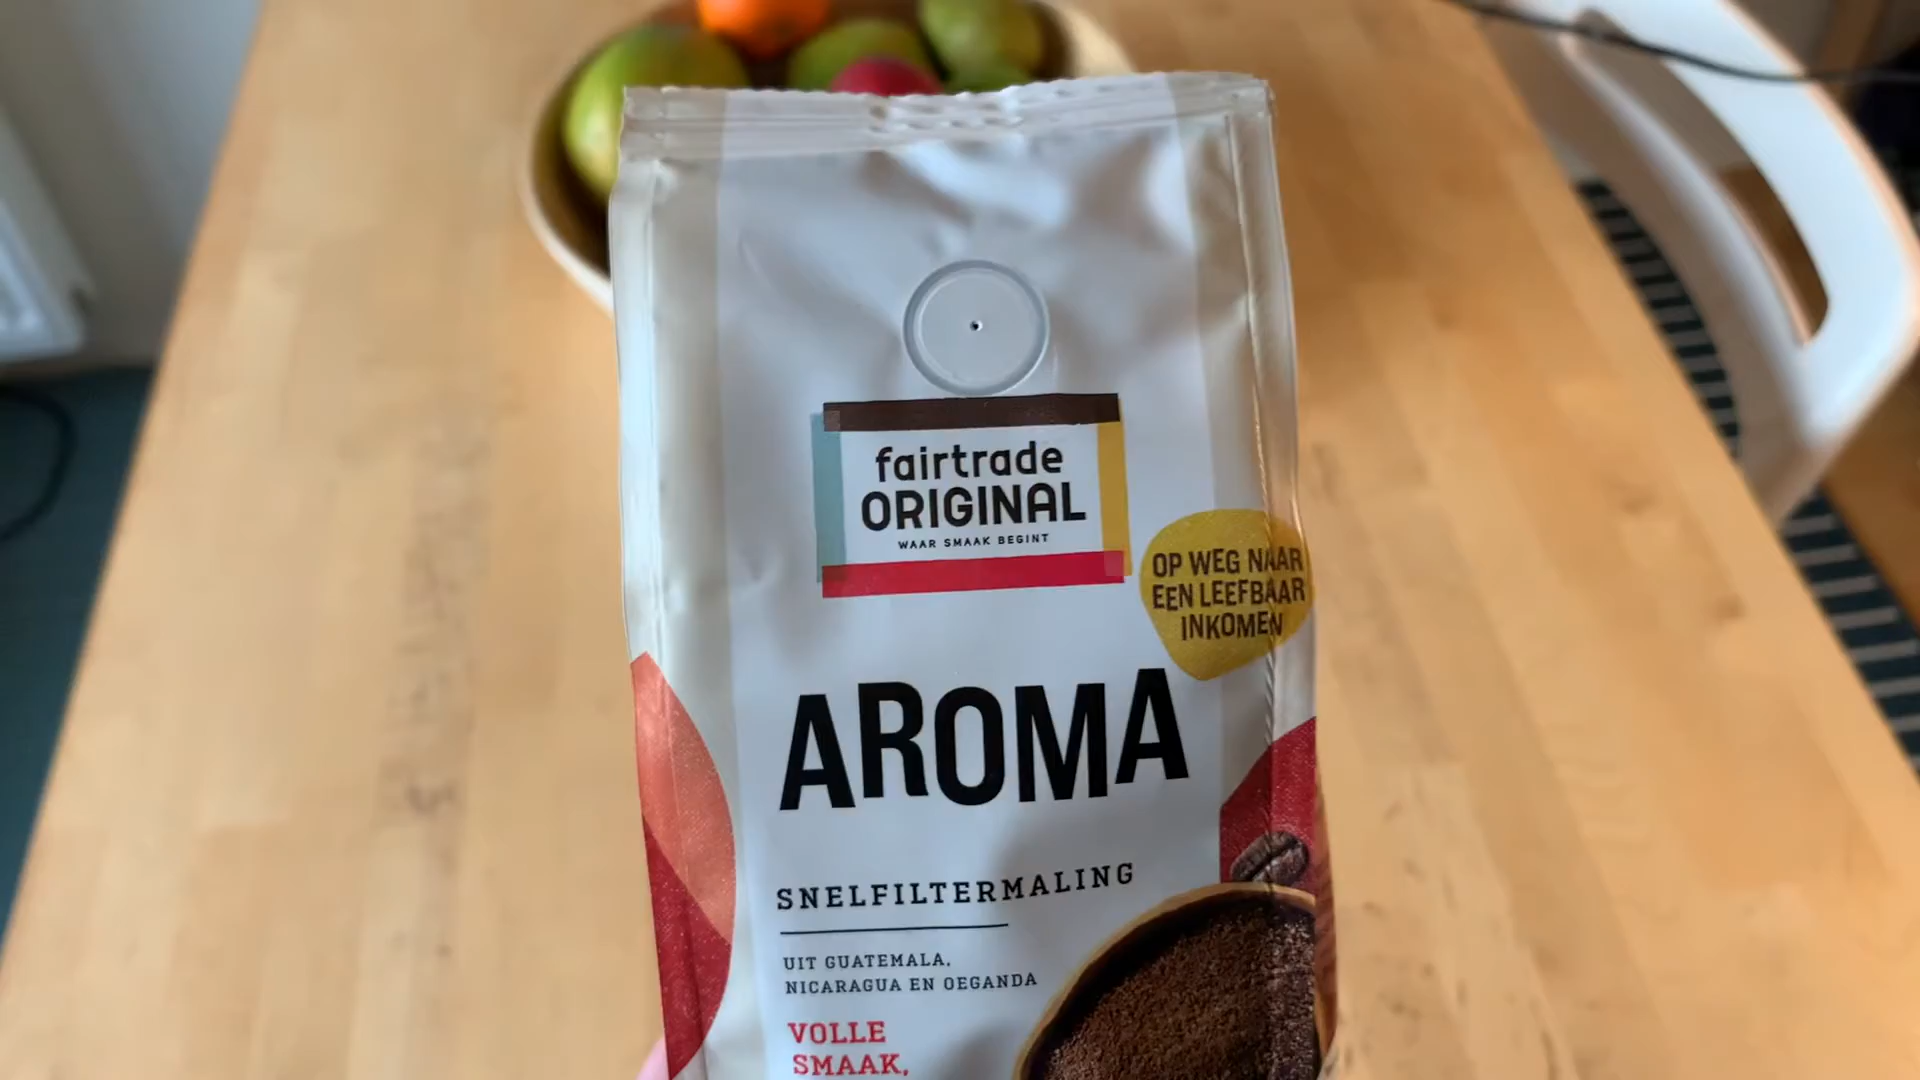 fairtrade
ORIGINAL
WAAR SMAAK BEGINT
OP WEG NAAR
EEN LEEFBAAR
INKOMEN
AROMA
SNELFILTERMALING
UIT GUATEMALA,
NICARAGUA EN OEGANDA
VOLLE
SMAAK,